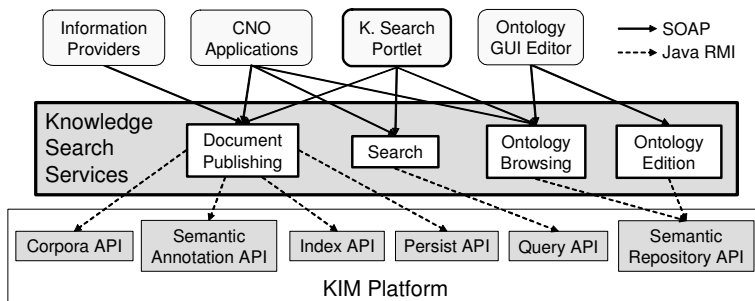 Information
Providers
CNO
Applications
K. Search
Portlet
Ontology
GUI Editor
SOAP
Java RMI
Knowledge
Search
Services
Document
Publishing
Search
Ontology
Browsing
Ontology
Edition
Corpora API
Semantic
Annotation API
Index API
Persist API
Query API
Semantic
Repository API
KIM Platform